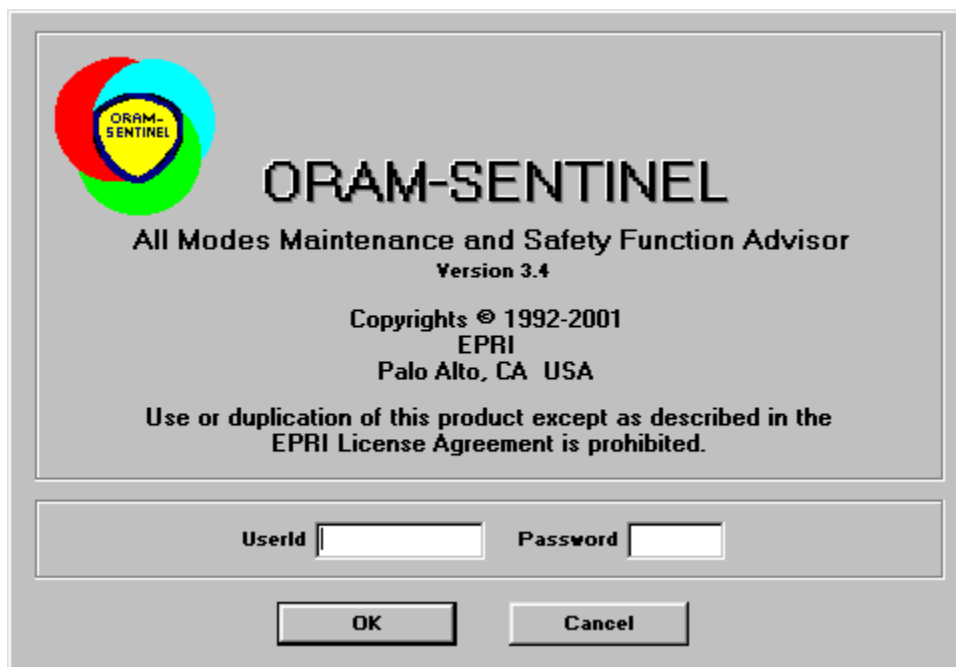 ORAM-
SENTINEL
ORAM-SENTINEL
All Modes Maintenance and Safety Function Advisor
Version 3.4
Copyrights © 1992-2001
EPRI
Palo Alto, CA USA
Use or duplication of this product except as described in the
EPRI License Agreement is prohibited.
UserId Password
OK Cancel